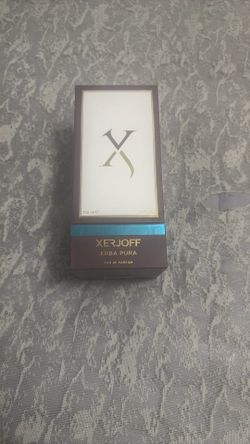 X
XERJOFF
ERBA PURA
EAU DE PARFUM